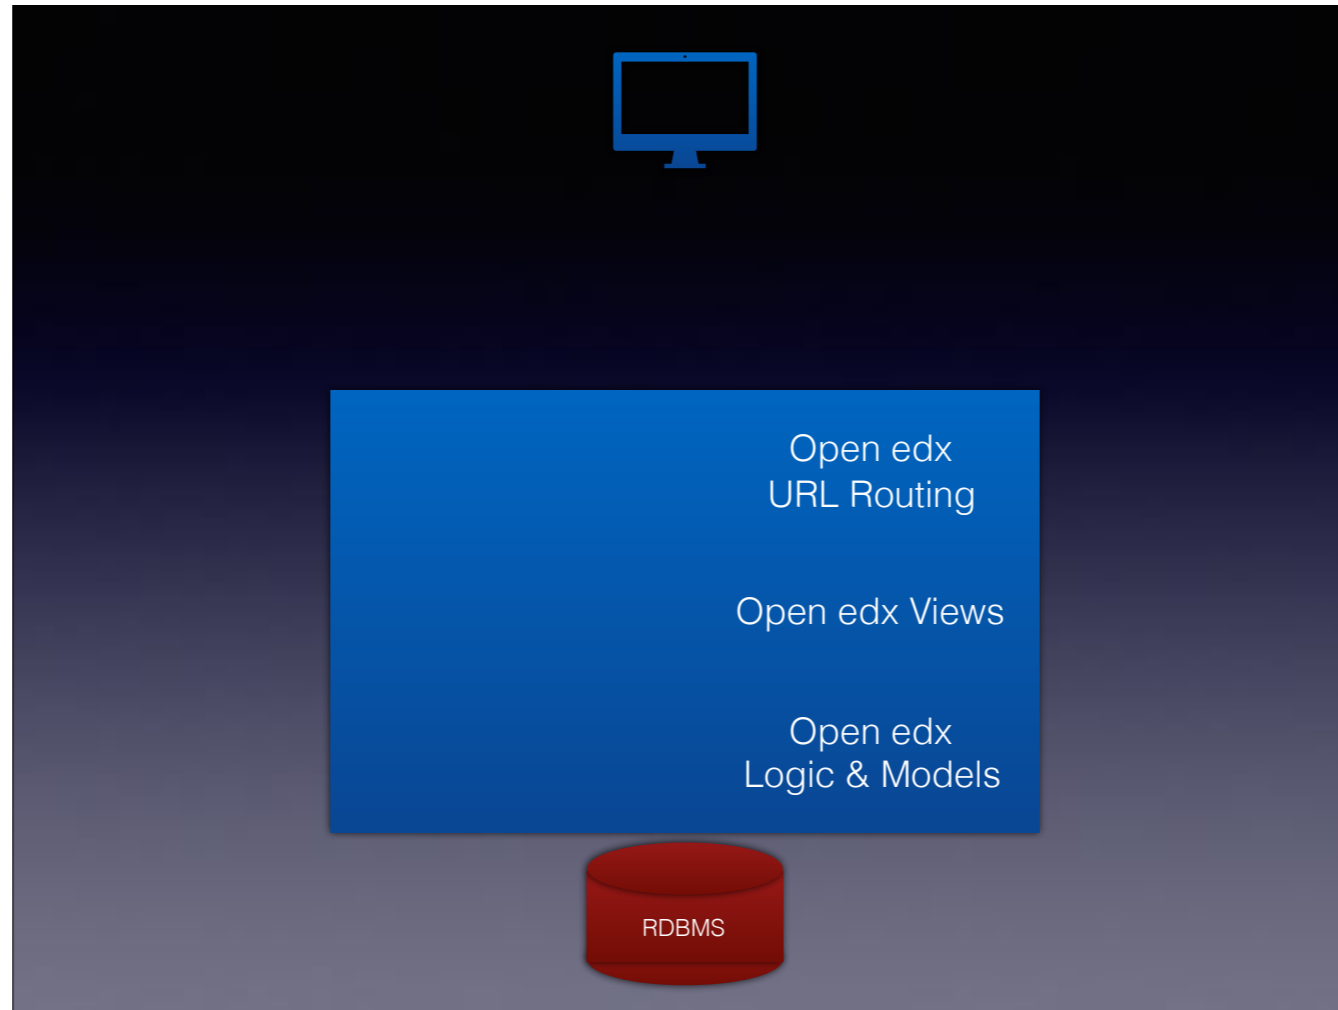 Open edx
URL Routing
Open edx Views
Open edx
Logic & Models
RDBMS